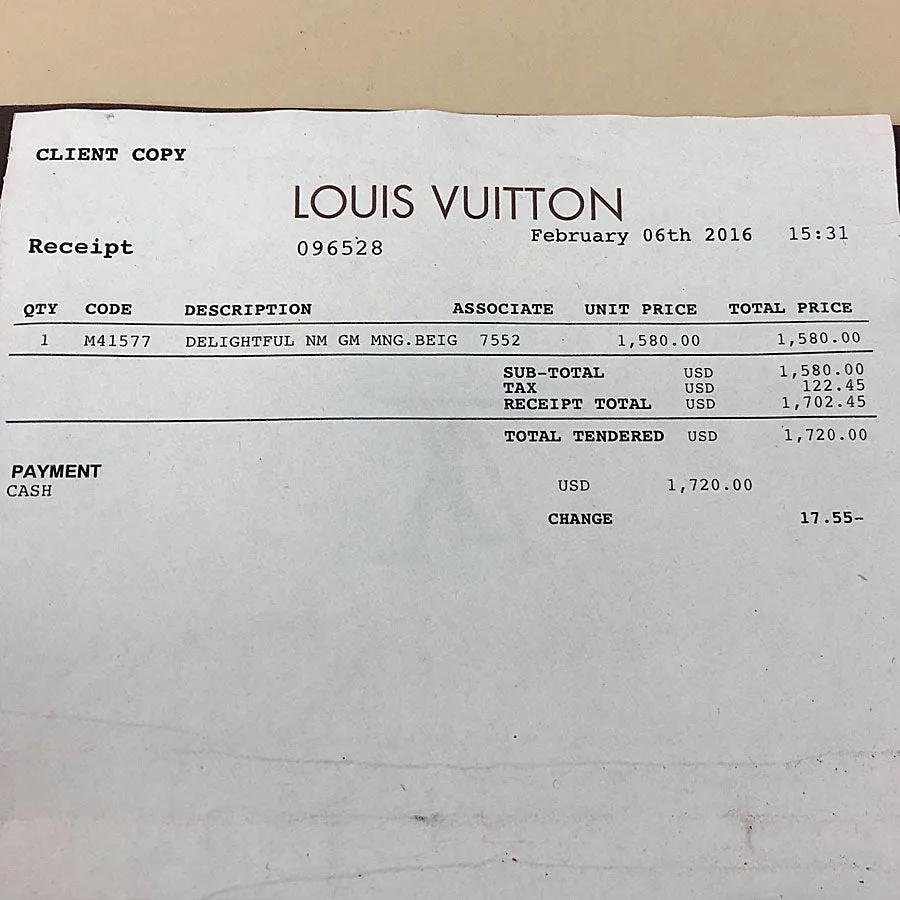 CLIENT COPY
LOUIS VUITTON
Receipt 096528 February 06th 2016 15:31
QTY CODE DESCRIPTION ASSOCIATE UNIT PRICE TOTAL PRICE
1 M41577 DELIGHTFUL NM GM MNG.BEIG 7552 1,580.00 1,580.00
SUB-TOTAL USD 1,580.00
TAX USD 122.45
RECEIPT TOTAL USD 1,702.45
TOTAL TENDERED USD 1,720.00
PAYMENT
CASH USD 1,720.00
CHANGE 17.55-